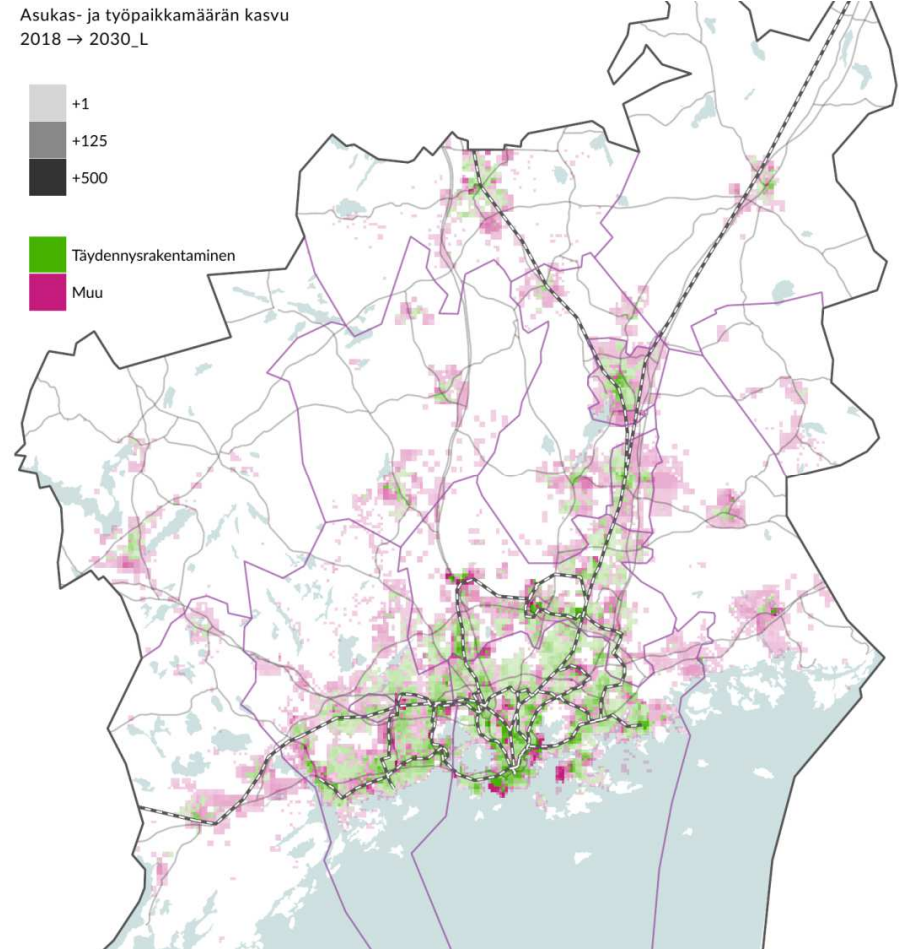 Asukas- ja työpaikkamäärän kasvu
2018 → 2030_L
+1
+125
+500
Täydennysrakentaminen
Muu